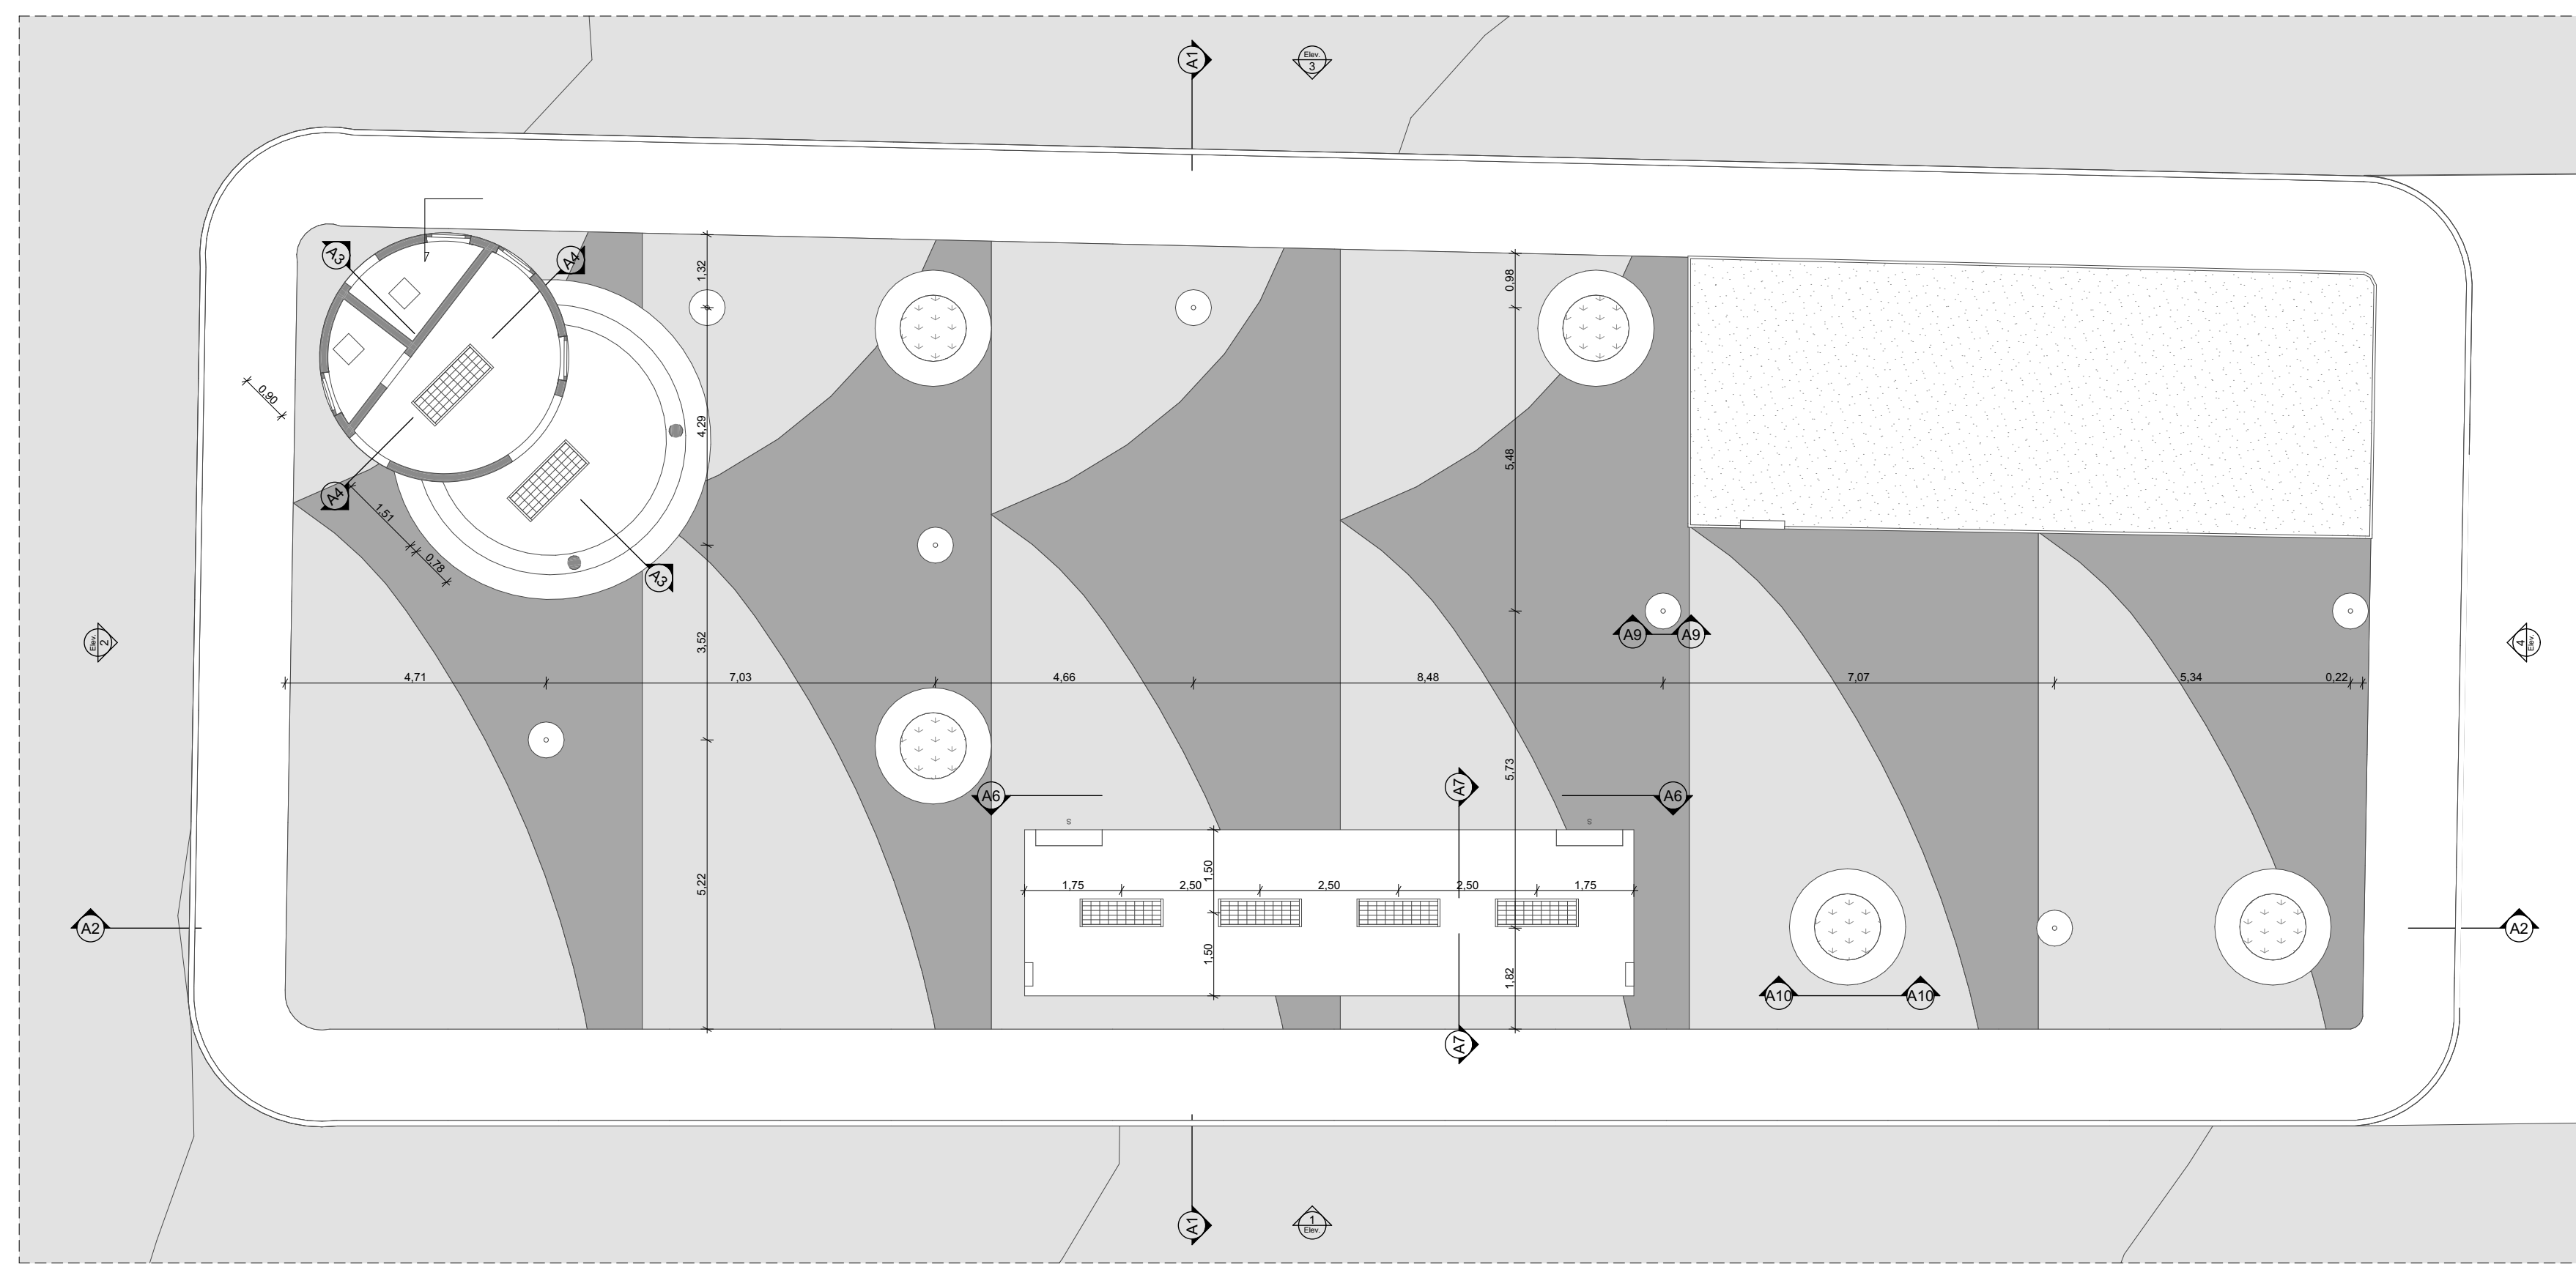 A1
Elev.
3
A3
A4
1,32
0,98
0,90
4,29
5,48
A4
1,51
0,78
A3
3,52
A9
A9
Elev.
2
4
Elev.
4,71
7,03
4,66
8,48
7,07
5,34
0,22
5,73
A7
A6
A6
S
S
1,50
5,22
1,75
2,50
2,50
2,50
1,75
A2
A2
1,50
1,82
A10
A10
A7
A1
1
Elev.